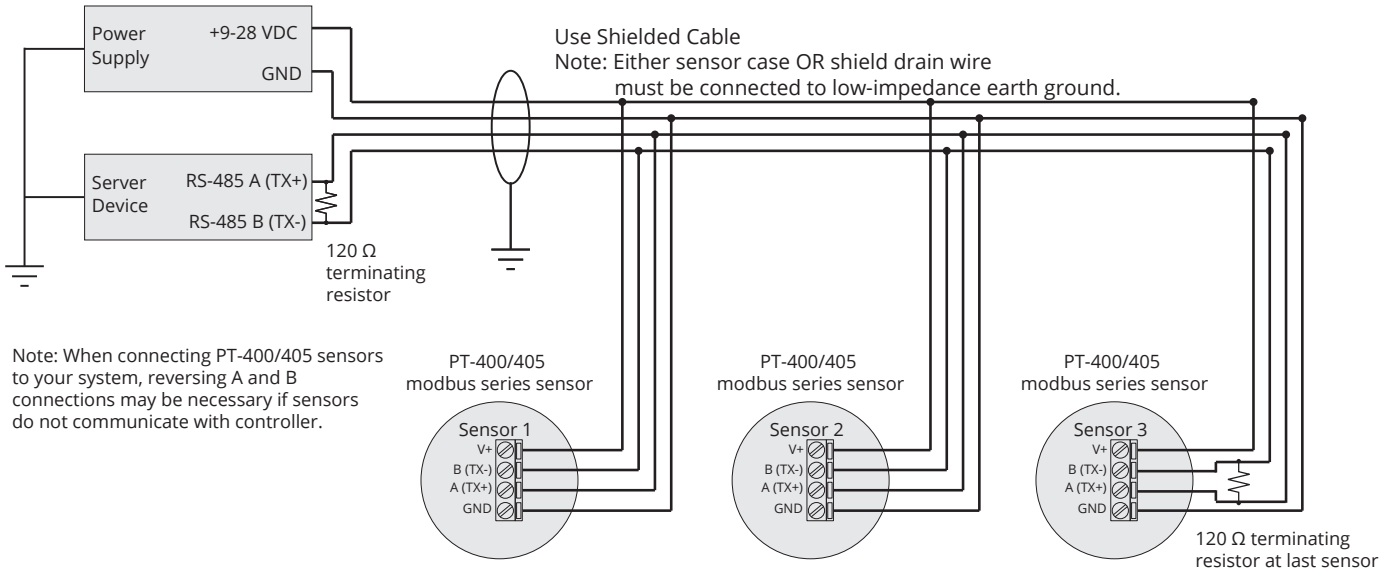 Power
Supply
+9-28 VDC
GND
Use Shielded Cable
Note: Either sensor case OR shield drain wire
must be connected to low-impedance earth ground.
Server
Device
RS-485 A (TX+)
RS-485 B (TX-)
120 Ω
terminating
resistor
Note: When connecting PT-400/405 sensors
to your system, reversing A and B
connections may be necessary if sensors
do not communicate with controller.
PT-400/405
modbus series sensor
Sensor 1
V+
B (TX-)
A (TX+)
GND
PT-400/405
modbus series sensor
Sensor 2
V+
B (TX-)
A (TX+)
GND
PT-400/405
modbus series sensor
Sensor 3
V+
B (TX-)
A (TX+)
GND
120 Ω terminating
resistor at last sensor